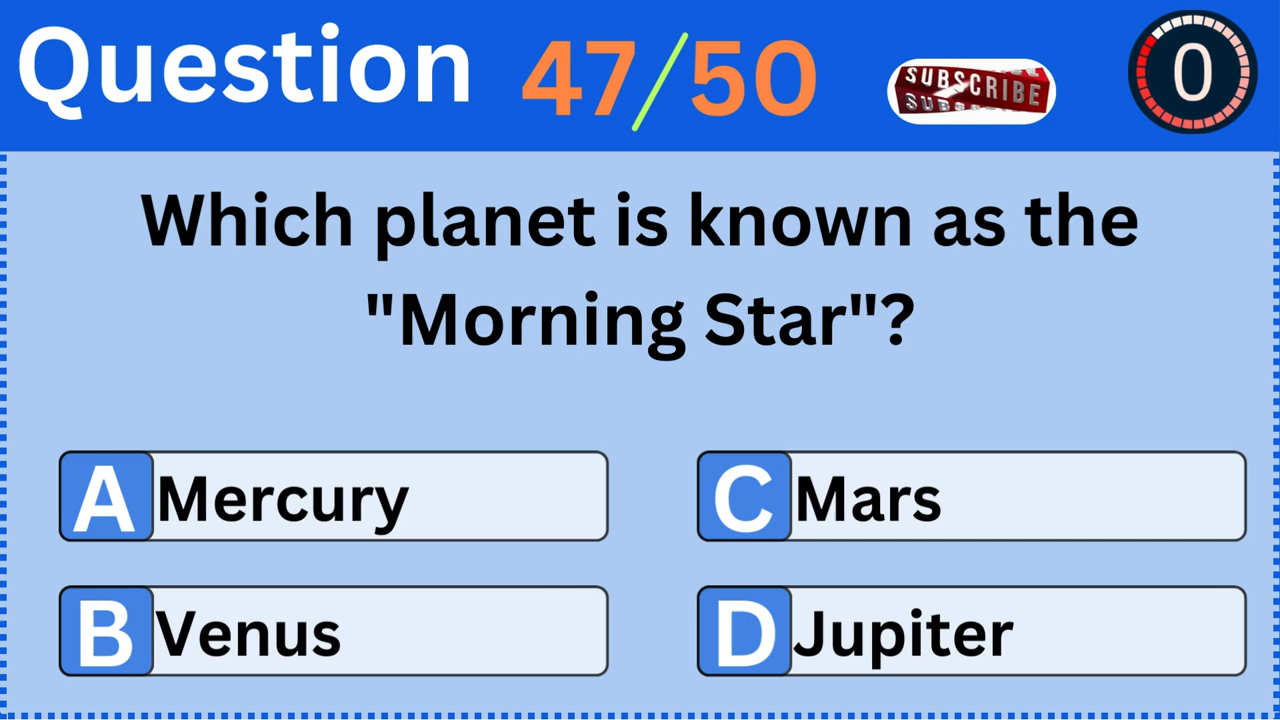 Question 47/50
SUBSCRIBE
0
Which planet is known as the
"Morning Star"?
A Mercury
B Venus
C Mars
D Jupiter